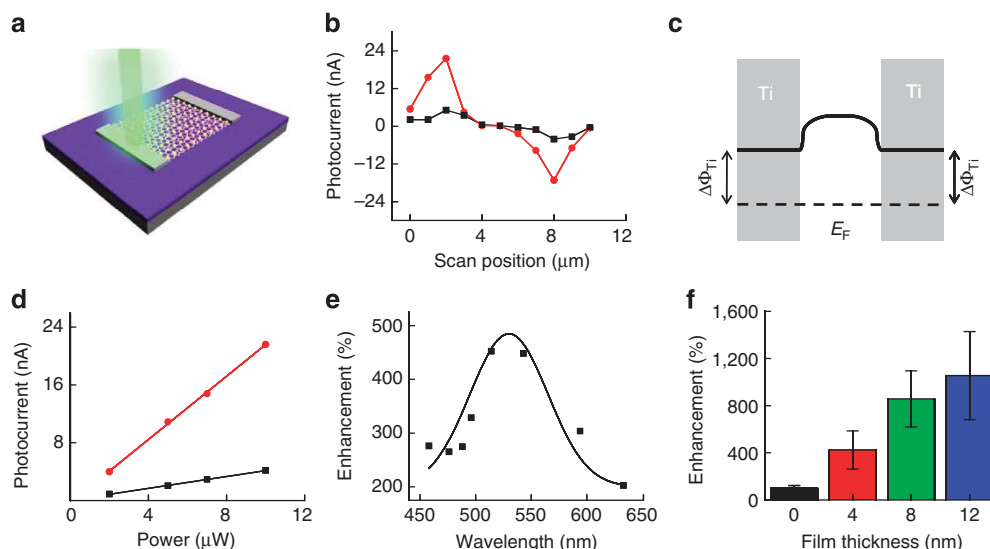 a
b
24
12
0
−12
−24
Photocurrent (nA)
0
4
8
12
Scan position (μm)
c
Ti
Ti
ΔΦTi
ΔΦTi
EF
d
24
16
8
Photocurrent (nA)
0
4
8
12
Power (μW)
e
500
400
300
200
Enhancement (%)
450
500
550
600
650
Wavelength (nm)
f
1,600
1,200
800
400
0
Enhancement (%)
0
4
8
12
Film thickness (nm)